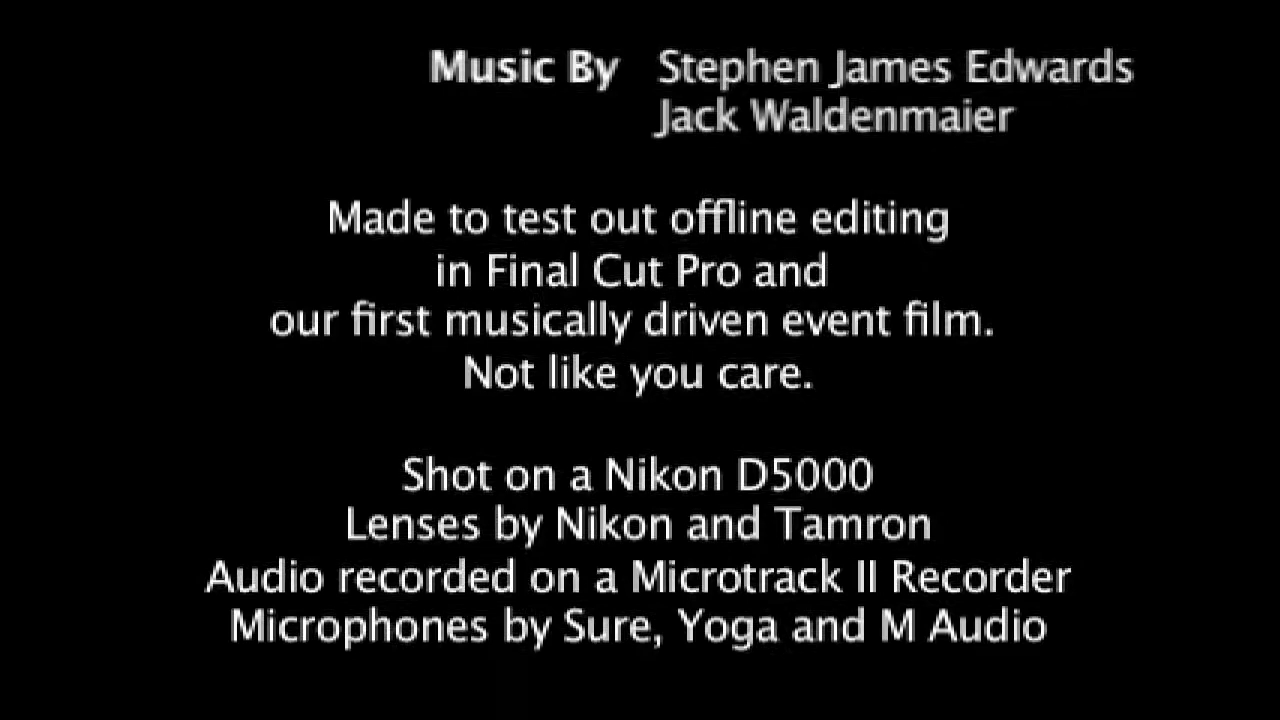 Music By Stephen James Edwards
Jack Waldenmaier
Made to test out offline editing
in Final Cut Pro and
our first musically driven event film.
Not like you care.
Shot on a Nikon D5000
Lenses by Nikon and Tamron
Audio recorded on a Microtrack II Recorder
Microphones by Sure, Yoga and M Audio